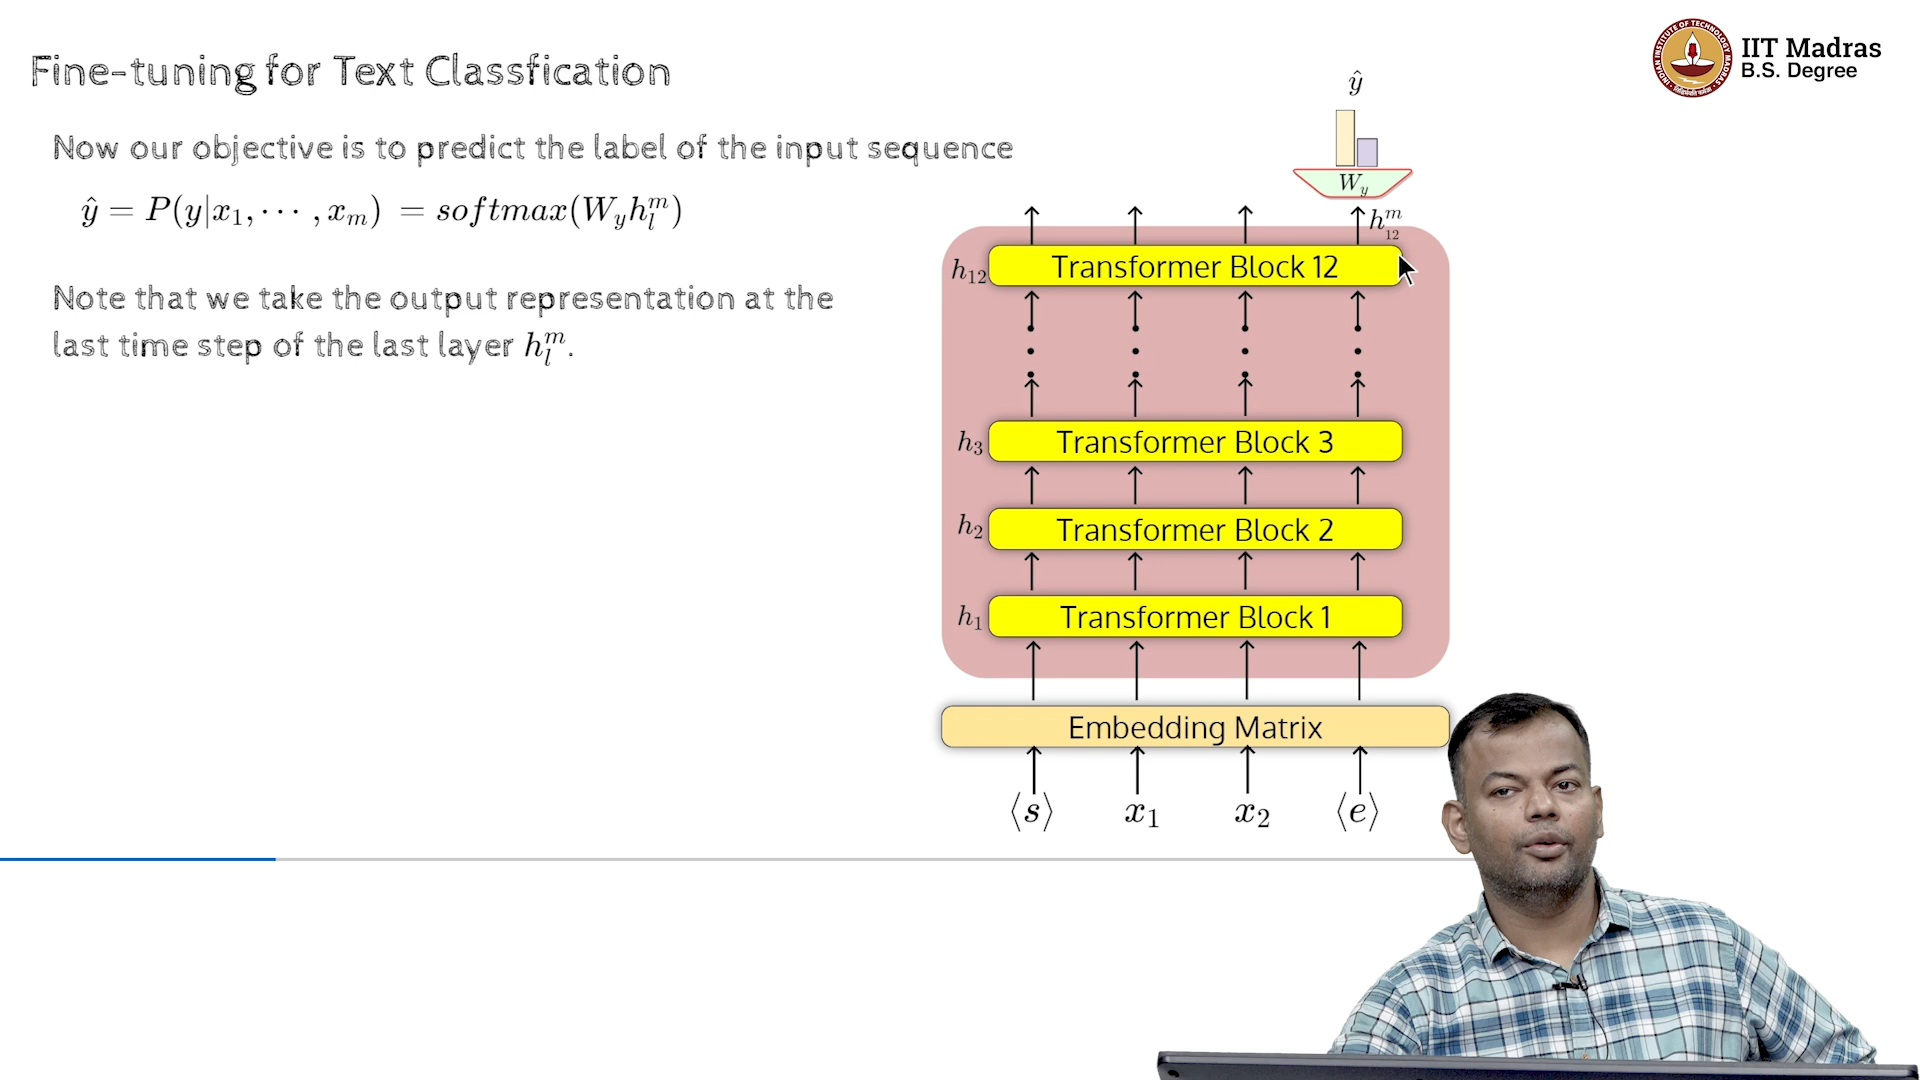 Fine-tuning for Text Classfication
Now our objective is to predict the label of the input sequence
ŷ = P(y|x₁, ⋯ , xₘ) = softmax(W_y h_l^m)
Note that we take the output representation at the
last time step of the last layer h_l^m.
IIT Madras
B.S. Degree
ŷ
W_y
h_12^m
h₁₂ Transformer Block 12
h₃ Transformer Block 3
h₂ Transformer Block 2
h₁ Transformer Block 1
Embedding Matrix
⟨s⟩ x₁ x₂ ⟨e⟩